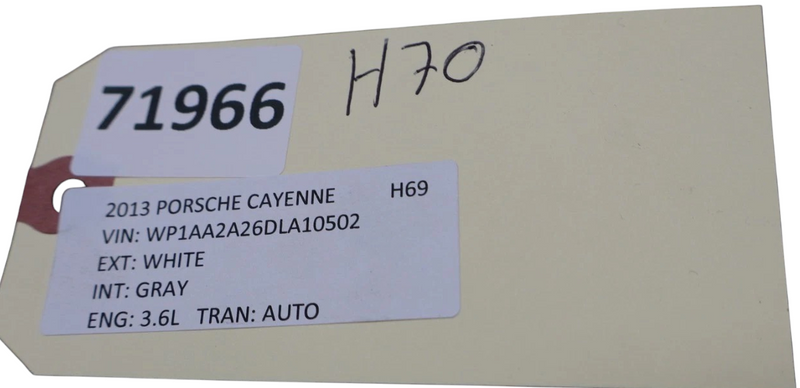 71966
H70
2013 PORSCHE CAYENNE H69
VIN: WP1AA2A26DLA10502
EXT: WHITE
INT: GRAY
ENG: 3.6L TRAN: AUTO